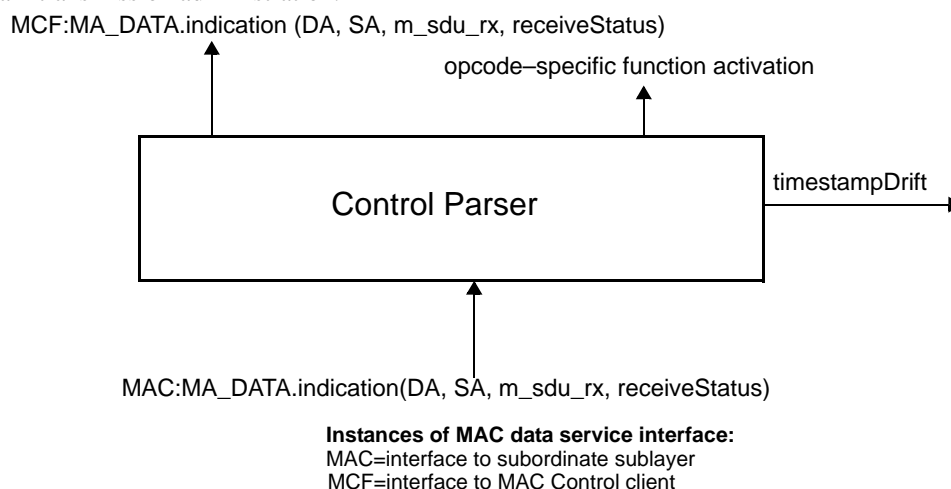 MCF:MA_DATA.indication (DA, SA, m_sdu_rx, receiveStatus)
opcode–specific function activation
timestampDrift
Control Parser
MAC:MA_DATA.indication(DA, SA, m_sdu_rx, receiveStatus)
Instances of MAC data service interface:
MAC=interface to subordinate sublayer
MCF=interface to MAC Control client